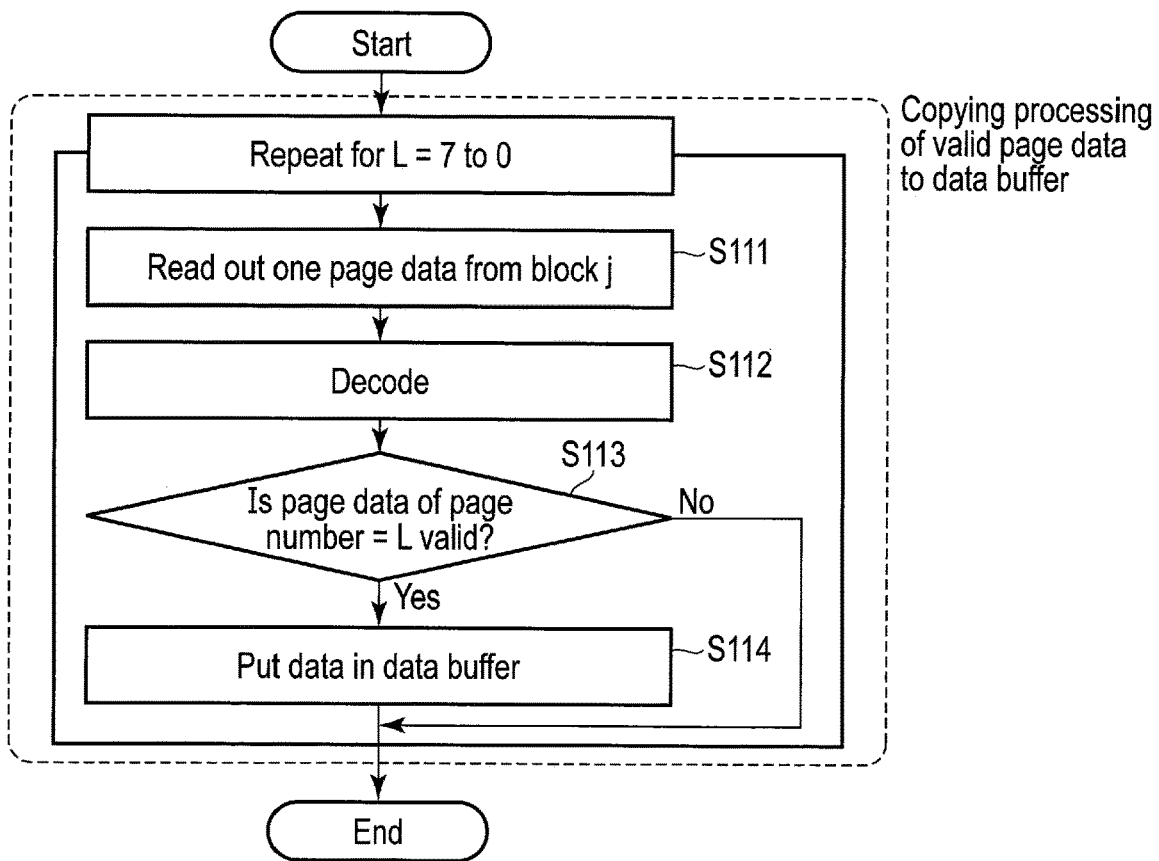 Start
Copying processing
of valid page data
to data buffer
Repeat for L = 7 to 0
Read out one page data from block j
S111
Decode
S112
S113
Is page data of page
number = L valid?
No
Yes
Put data in data buffer
S114
End